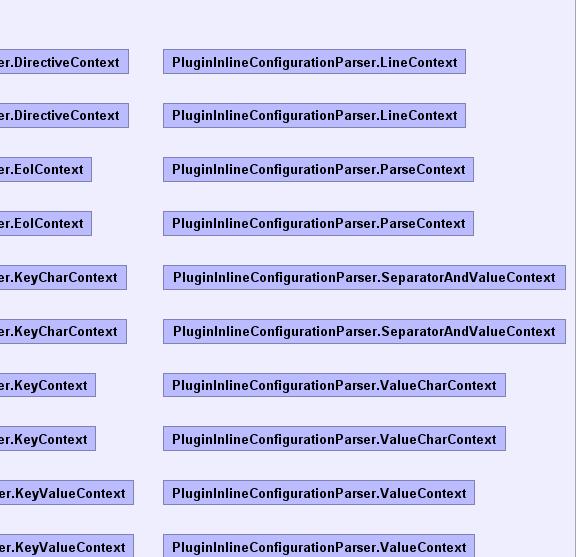 er.DirectiveContext PluginInlineConfigurationParser.LineContext
er.DirectiveContext PluginInlineConfigurationParser.LineContext
er.EolContext PluginInlineConfigurationParser.ParseContext
er.EolContext PluginInlineConfigurationParser.ParseContext
er.KeyCharContext PluginInlineConfigurationParser.SeparatorAndValueContext
er.KeyCharContext PluginInlineConfigurationParser.SeparatorAndValueContext
er.KeyContext PluginInlineConfigurationParser.ValueCharContext
er.KeyContext PluginInlineConfigurationParser.ValueCharContext
er.KeyValueContext PluginInlineConfigurationParser.ValueContext
er.KeyValueContext PluginInlineConfigurationParser.ValueContext